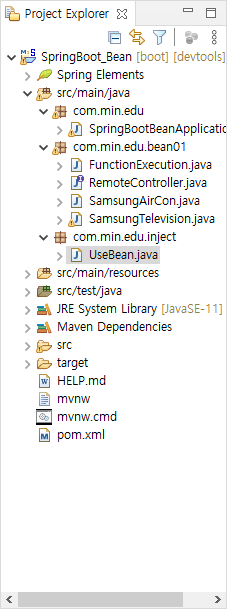 Project Explorer
SpringBoot_Bean [boot] [devtools]
Spring Elements
src/main/java
com.min.edu
SpringBootBeanApplicatio
com.min.edu.bean01
FunctionExecution.java
RemoteController.java
SamsungAirCon.java
SamsungTelevision.java
com.min.edu.inject
UseBean.java
src/main/resources
src/test/java
JRE System Library [JavaSE-11]
Maven Dependencies
src
target
HELP.md
mvnw
mvnw.cmd
pom.xml